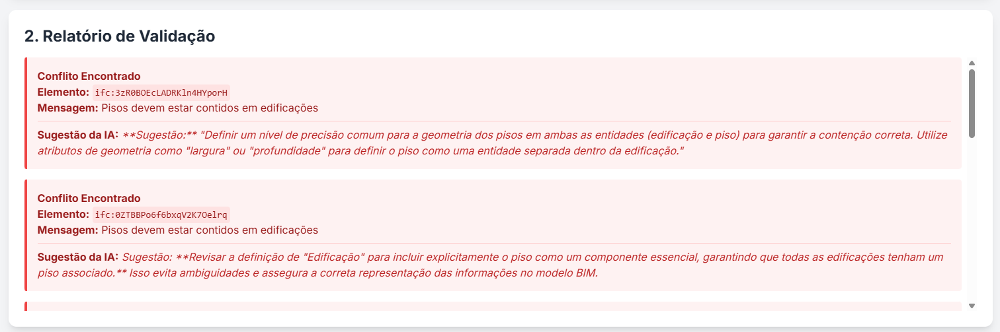 2. Relatório de Validação
Conflito Encontrado
Elemento: ifc:3zR0BOEcLADRKln4HYporH
Mensagem: Pisos devem estar contidos em edificações
Sugestão da IA: **Sugestão:** "Definir um nível de precisão comum para a geometria dos pisos em ambas as entidades (edificação e piso) para garantir a contenção correta. Utilize
atributos de geometria como "largura" ou "profundidade" para definir o piso como uma entidade separada dentro da edificação."
Conflito Encontrado
Elemento: ifc:0ZTBBPo6f6bxqV2K7Oelrq
Mensagem: Pisos devem estar contidos em edificações
Sugestão da IA: Sugestão: **Revisar a definição de "Edificação" para incluir explicitamente o piso como um componente essencial, garantindo que todas as edificações tenham um
piso associado.** Isso evita ambiguidades e assegura a correta representação das informações no modelo BIM.